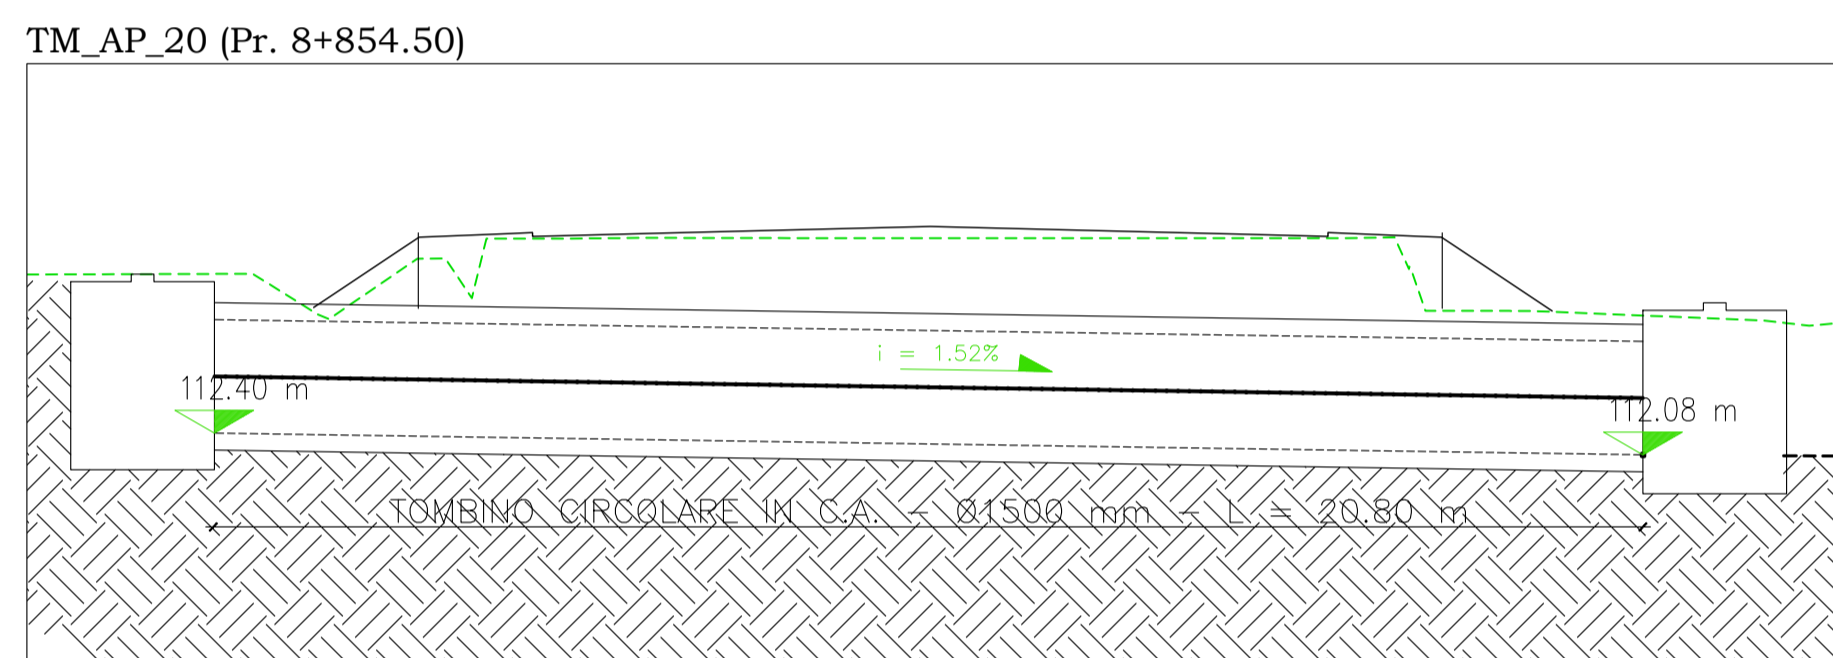 TM_AP_20 (Pr. 8+854.50)
i = 1.52%
112.40 m
112.08 m
TOMBINO CIRCOLARE IN C.A. - Ø1500 mm - L = 20.80 m